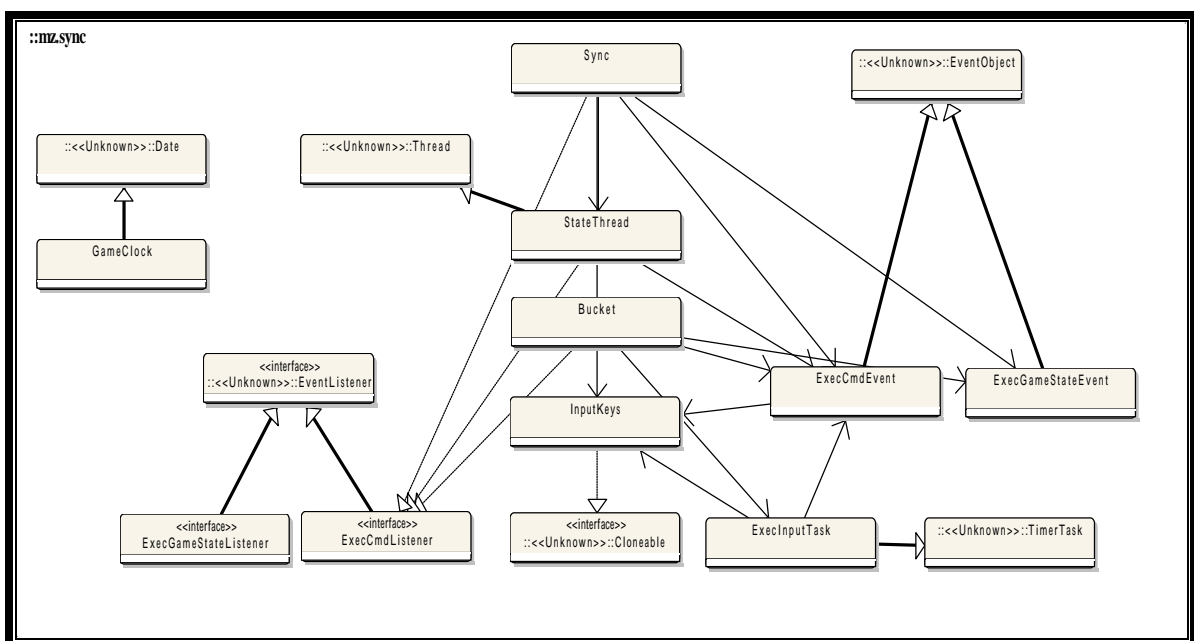 ::mz.sync
Sync
::<<Unknown>>::EventObject
::<<Unknown>>::Date
::<<Unknown>>::Thread
StateThread
GameClock
Bucket
<<interface>>
::<<Unknown>>::EventListener
ExecCmdEvent
ExecGameStateEvent
InputKeys
<<interface>>
ExecGameStateListener
<<interface>>
ExecCmdListener
<<interface>>
::<<Unknown>>::Cloneable
ExecInputTask
::<<Unknown>>::TimerTask